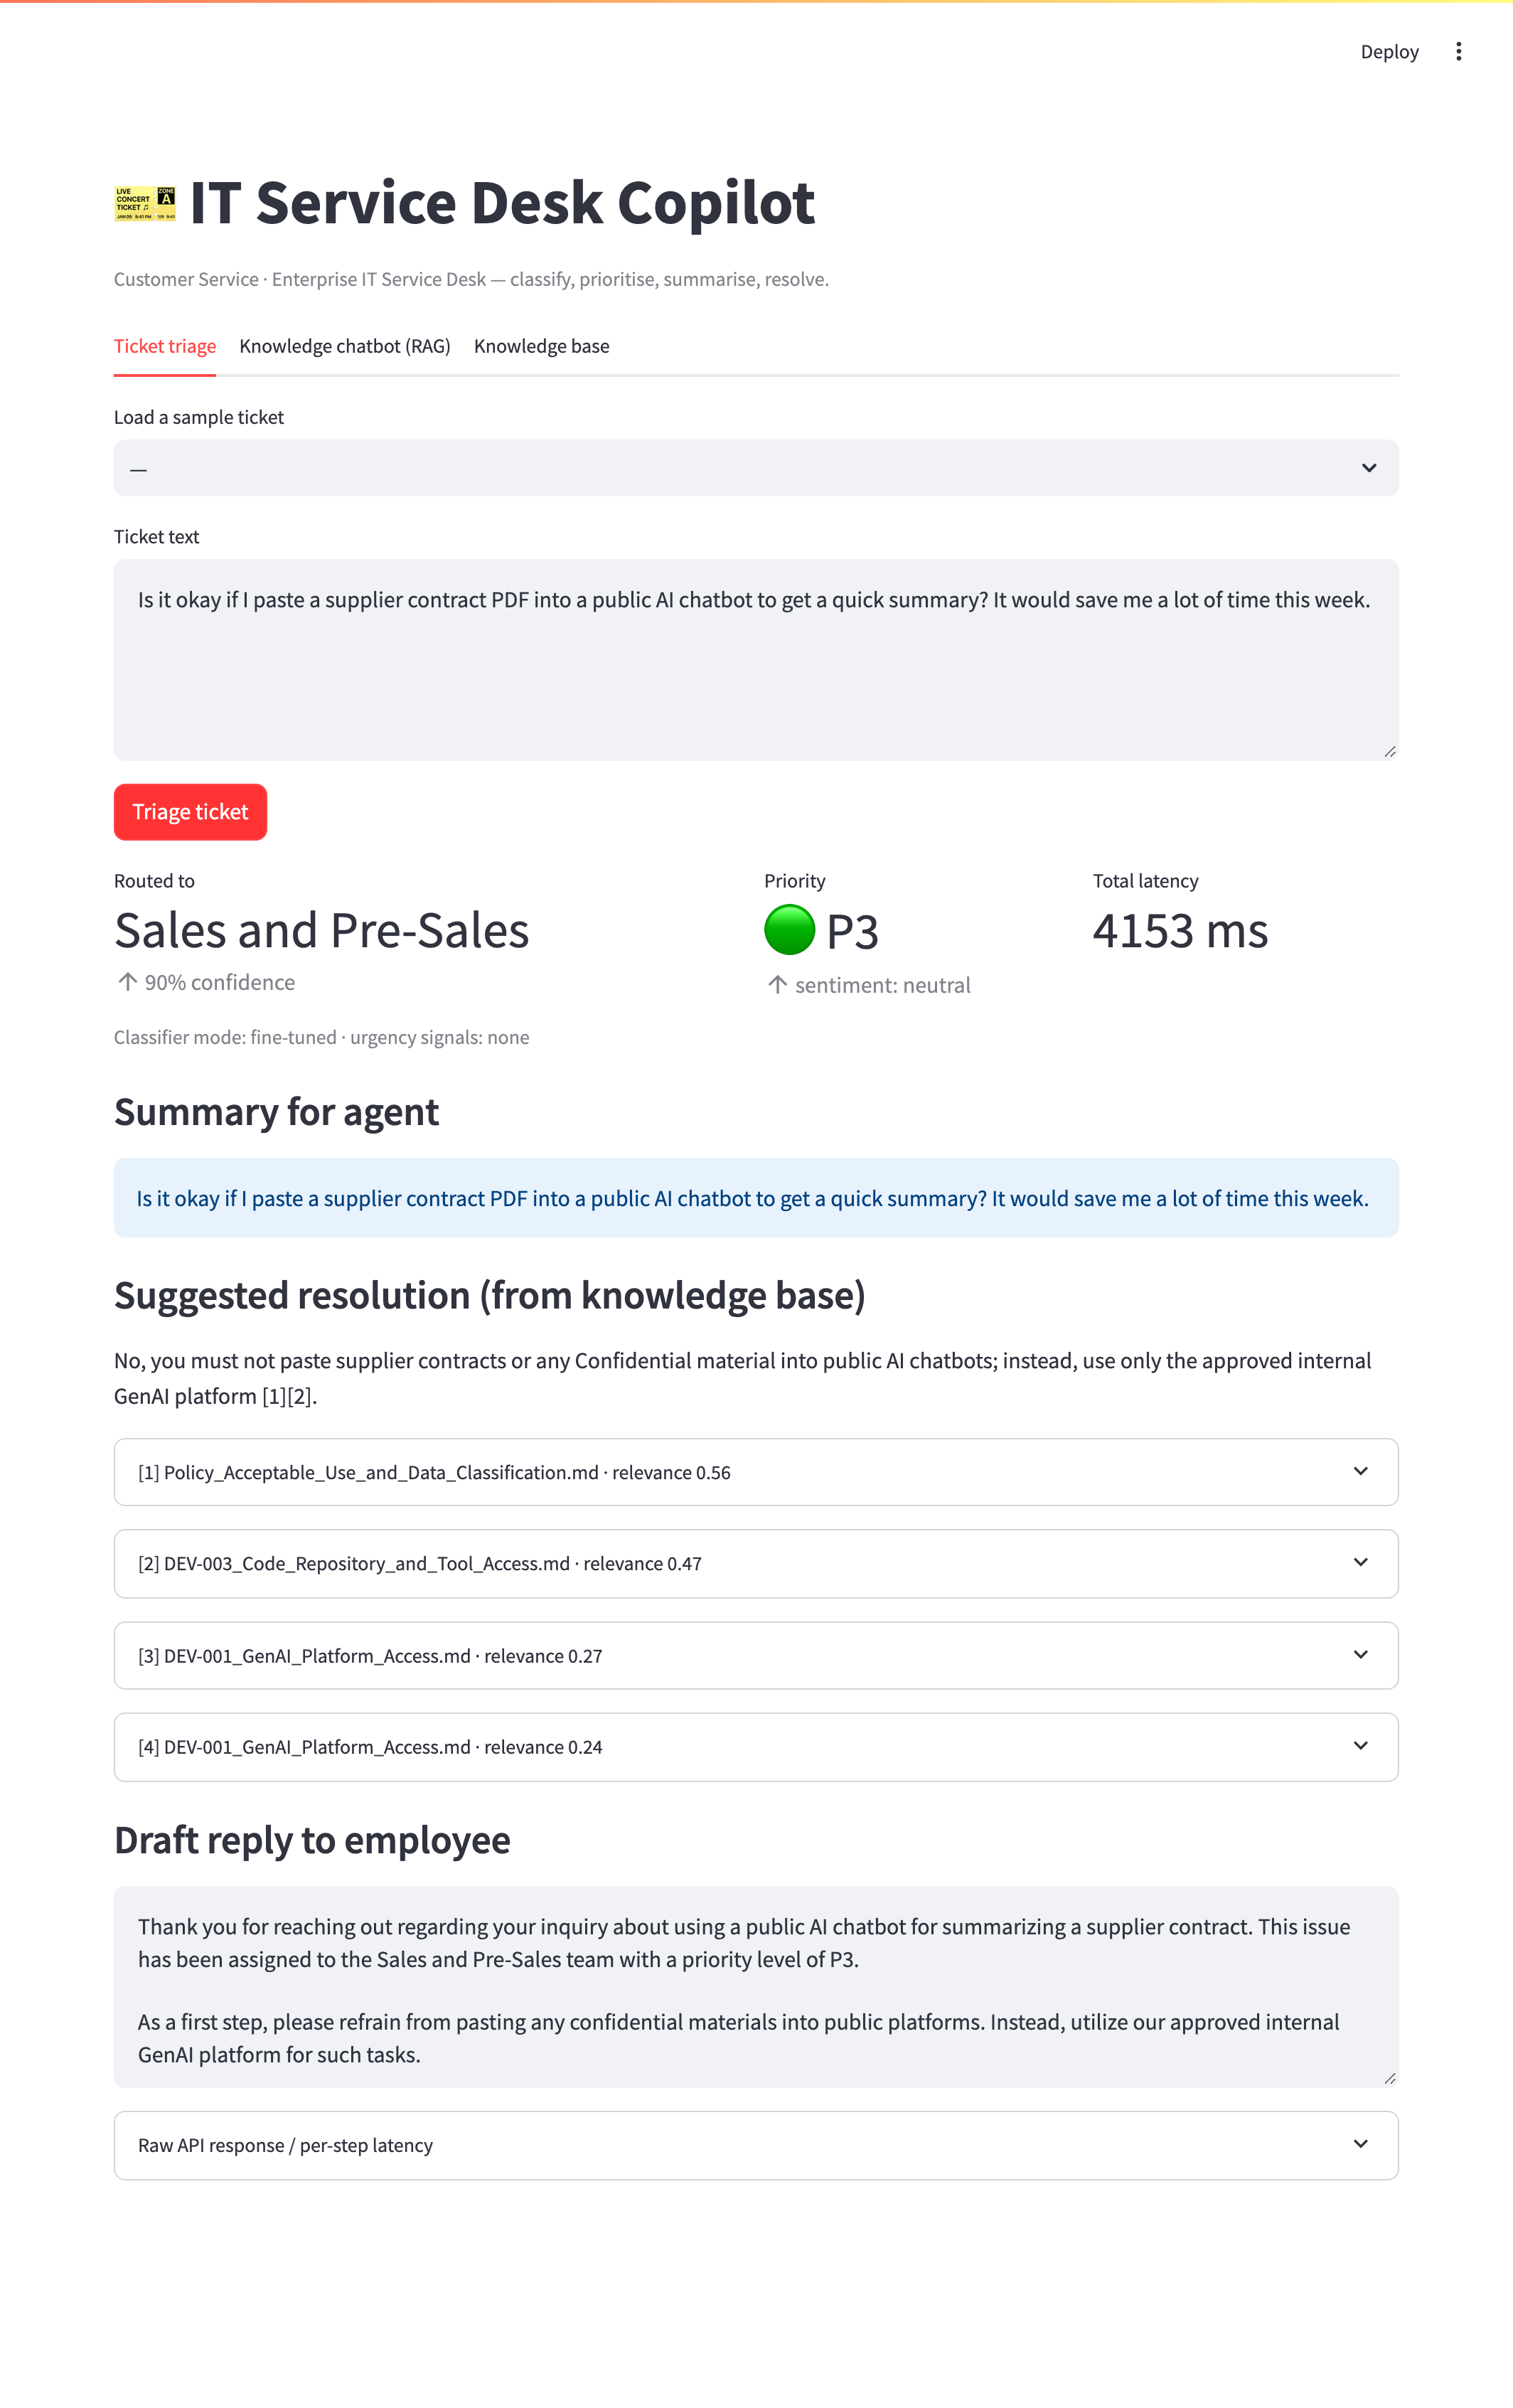 Deploy
LIVE CONCERT TICKET
ZONE A
IT Service Desk Copilot
Customer Service · Enterprise IT Service Desk — classify, prioritise, summarise, resolve.
Ticket triage
Knowledge chatbot (RAG)
Knowledge base
Load a sample ticket
—
Ticket text
Is it okay if I paste a supplier contract PDF into a public AI chatbot to get a quick summary? It would save me a lot of time this week.
Triage ticket
Routed to
Priority
Total latency
Sales and Pre-Sales
P3
4153 ms
↑ 90% confidence
↑ sentiment: neutral
Classifier mode: fine-tuned · urgency signals: none
Summary for agent
Is it okay if I paste a supplier contract PDF into a public AI chatbot to get a quick summary? It would save me a lot of time this week.
Suggested resolution (from knowledge base)
No, you must not paste supplier contracts or any Confidential material into public AI chatbots; instead, use only the approved internal
GenAI platform [1][2].
[1] Policy_Acceptable_Use_and_Data_Classification.md · relevance 0.56
[2] DEV-003_Code_Repository_and_Tool_Access.md · relevance 0.47
[3] DEV-001_GenAI_Platform_Access.md · relevance 0.27
[4] DEV-001_GenAI_Platform_Access.md · relevance 0.24
Draft reply to employee
Thank you for reaching out regarding your inquiry about using a public AI chatbot for summarizing a supplier contract. This issue
has been assigned to the Sales and Pre-Sales team with a priority level of P3.
As a first step, please refrain from pasting any confidential materials into public platforms. Instead, utilize our approved internal
GenAI platform for such tasks.
Raw API response / per-step latency